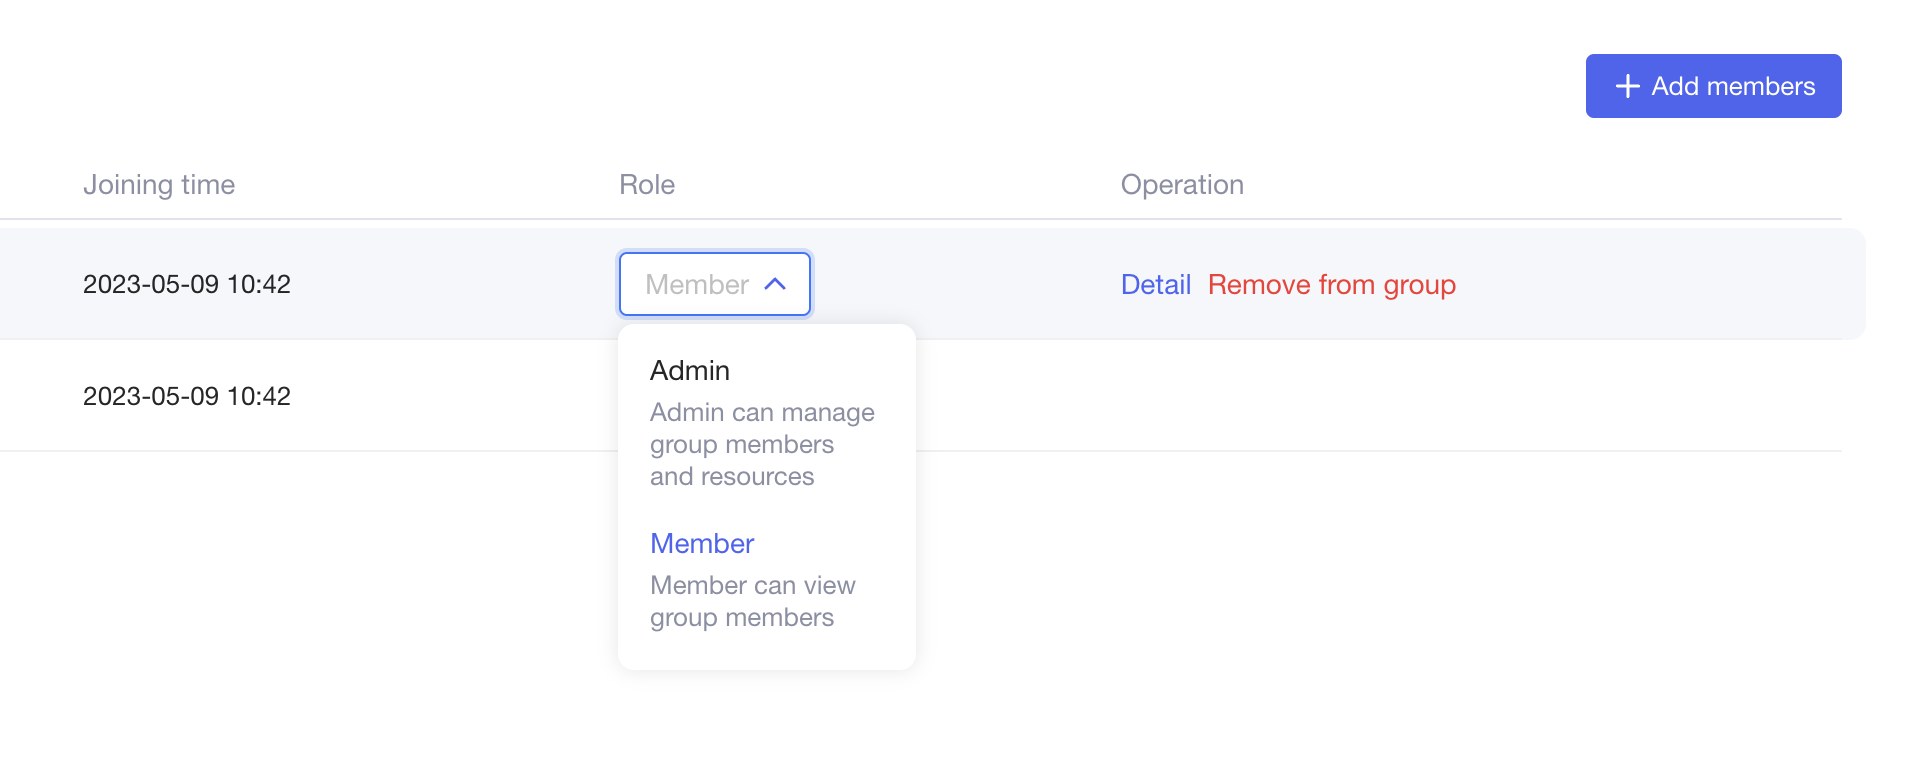 Add members
Joining time Role Operation
2023-05-09 10:42 Member Detail Remove from group
Admin
Admin can manage
group members
and resources
2023-05-09 10:42
Member
Member can view
group members